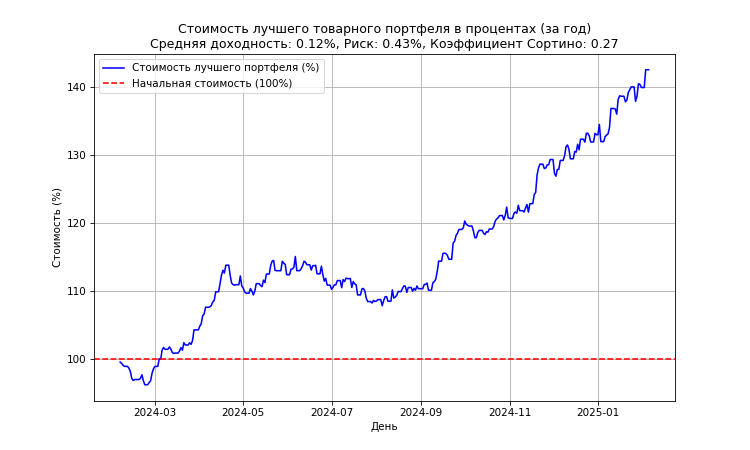 Стоимость лучшего товарного портфеля в процентах (за год)
Средняя доходность: 0.12%, Риск: 0.43%, Коэффициент Сортино: 0.27
Стоимость лучшего портфеля (%)
Начальная стоимость (100%)
Стоимость (%)
140
130
120
110
100
2024-03
2024-05
2024-07
2024-09
2024-11
2025-01
День